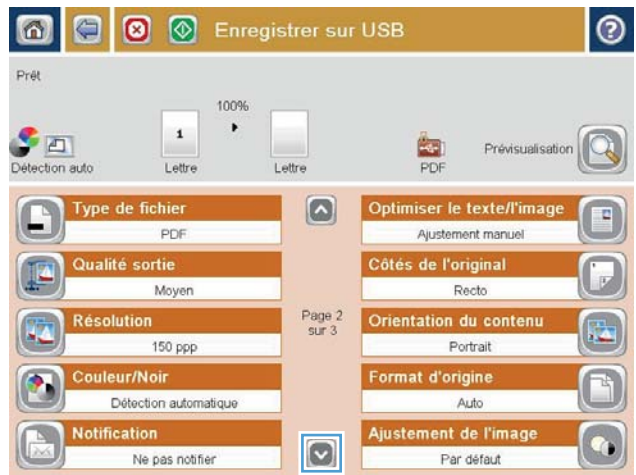 Enregistrer sur USB
?
Prêt
100%
1
Détection auto
Lettre
Lettre
PDF
Prévisualisation
Type de fichier
PDF
Qualité sortie
Moyen
Résolution
150 ppp
Couleur/Noir
Détection automatique
Notification
Ne pas notifier
Page 2
sur 3
Optimiser le texte/l'image
Ajustement manuel
Côtés de l'original
Recto
Orientation du contenu
Portrait
Format d'origine
Auto
Ajustement de l'image
Par défaut